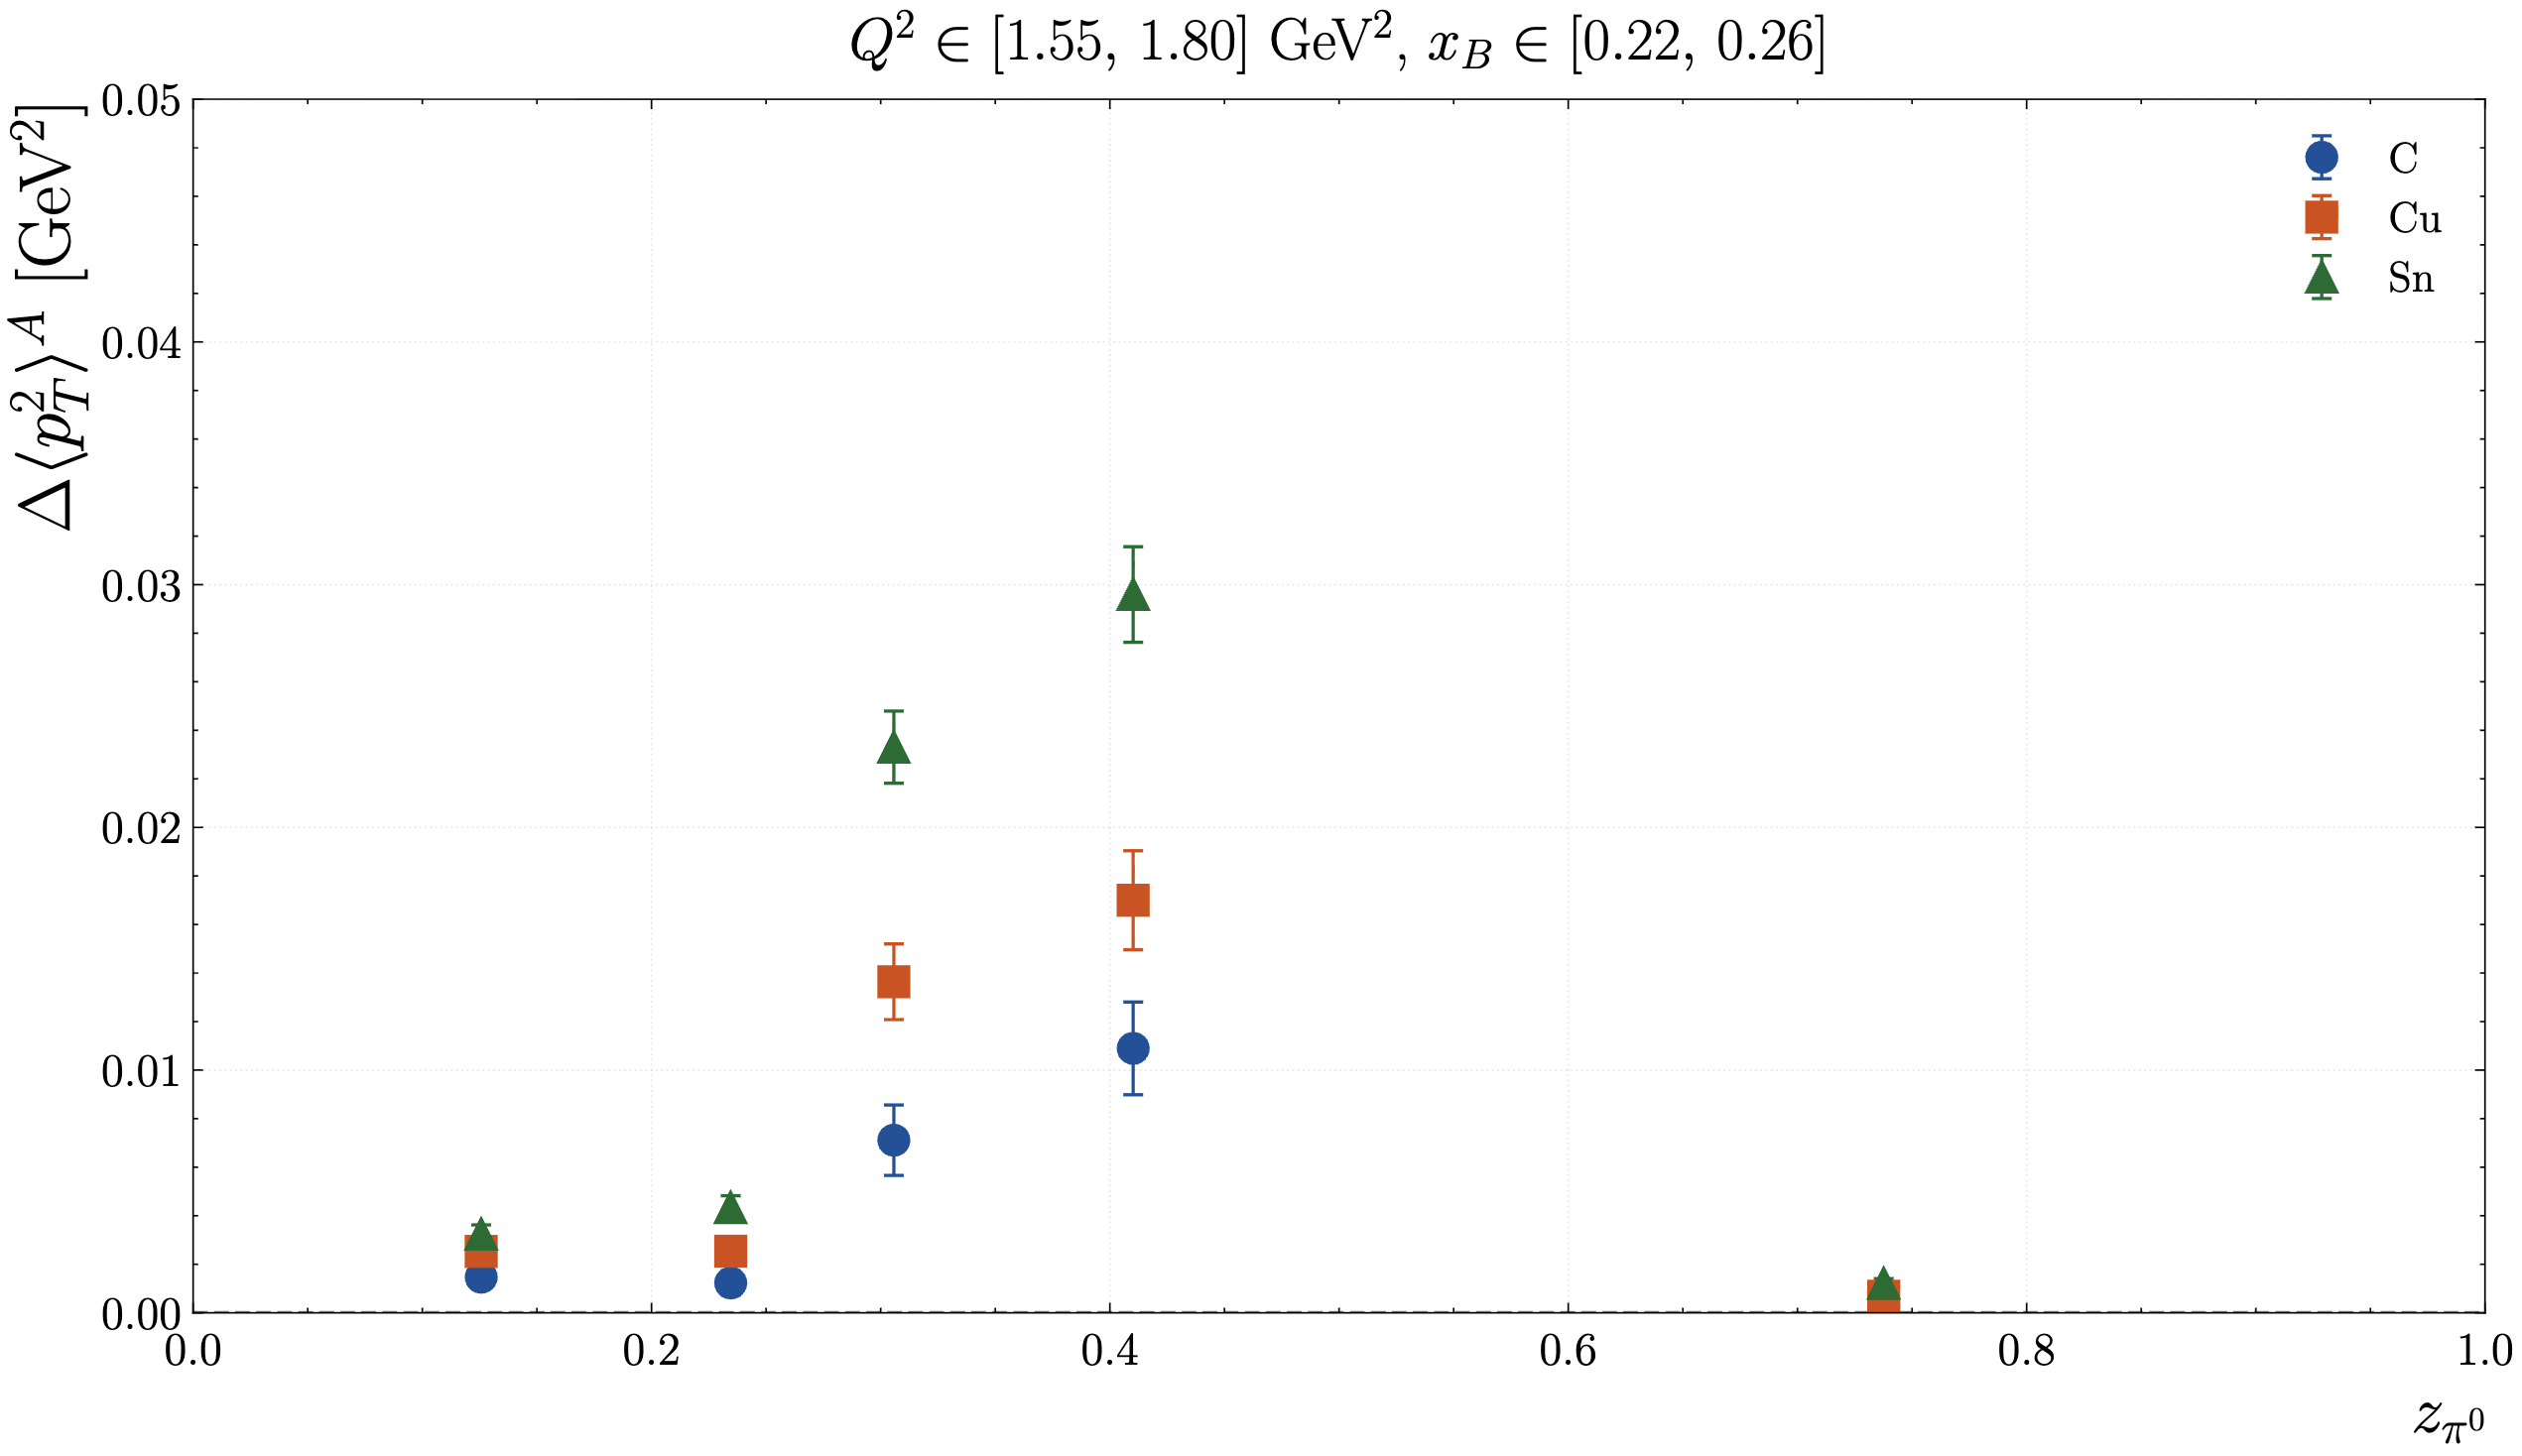 Q² ∈ [1.55, 1.80] GeV², x_B ∈ [0.22, 0.26]
Δ⟨p_T²⟩^A [GeV²]
0.05
0.04
0.03
0.02
0.01
0.00
C
Cu
Sn
0.0 0.2 0.4 0.6 0.8 1.0
z_π⁰